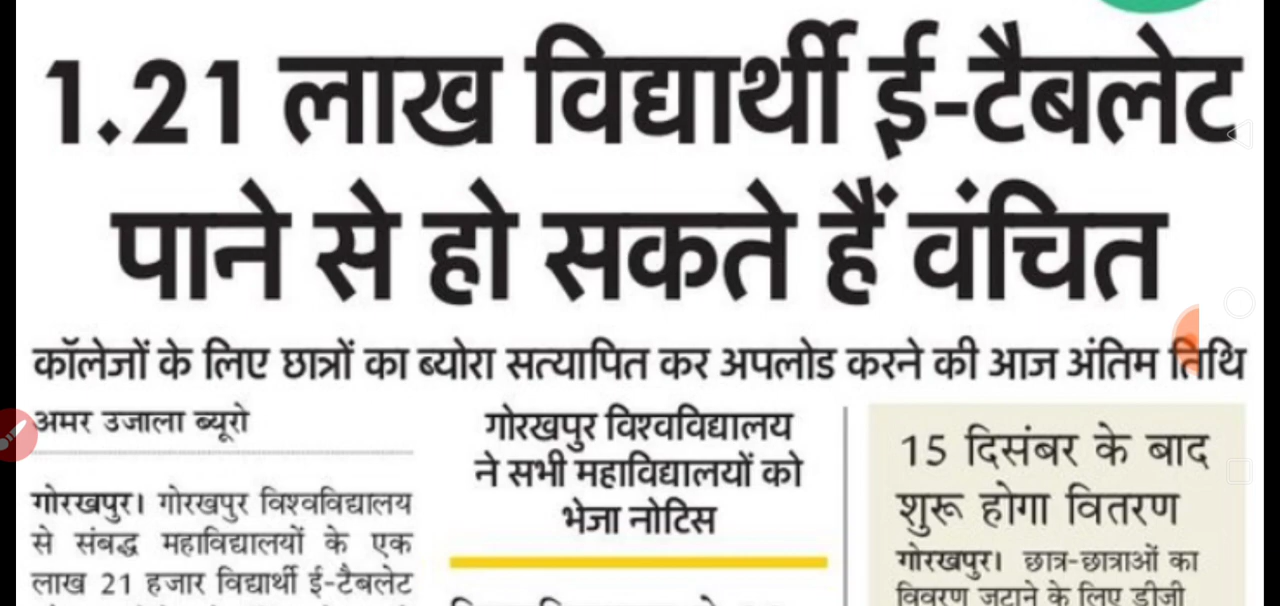 1.21 लाख विद्यार्थी ई-टैबलेट
पाने से हो सकते हैं वंचित
कॉलेजों के लिए छात्रों का ब्योरा सत्यापित कर अपलोड करने की आज अंतिम तिथि
अमर उजाला ब्यूरो
गोरखपुर। गोरखपुर विश्वविद्यालय
से संबद्ध महाविद्यालयों के एक
लाख 21 हजार विद्यार्थी ई-टैबलेट
गोरखपुर विश्वविद्यालय
ने सभी महाविद्यालयों को
भेजा नोटिस
15 दिसंबर के बाद
शुरू होगा वितरण
गोरखपुर। छात्र-छात्राओं का
विवरण जुटाने के लिए डीजी